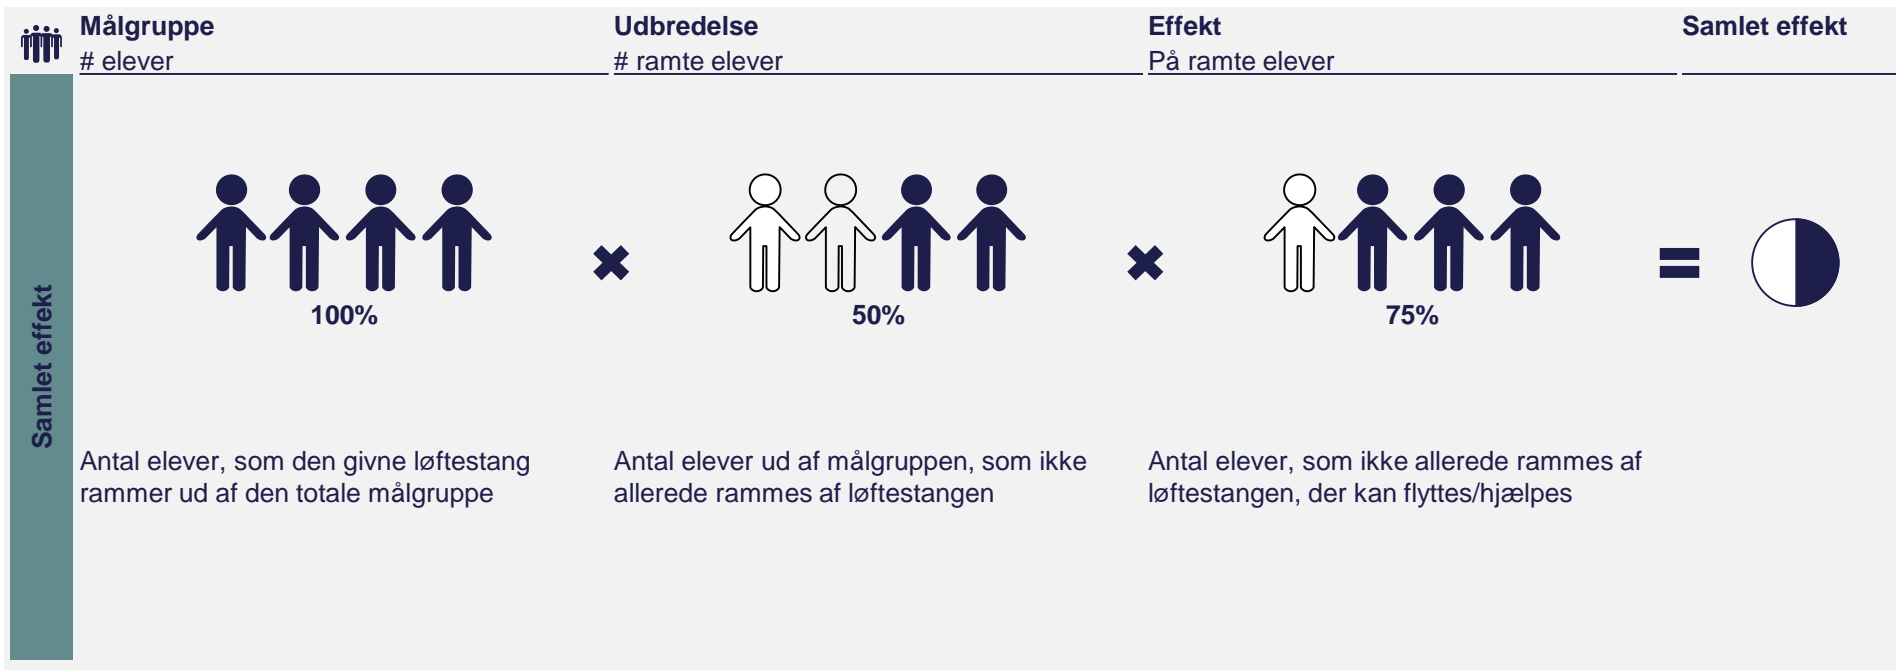 Målgruppe
# elever
Udbredelse
# ramte elever
Effekt
På ramte elever
Samlet effekt
Samlet effekt
100%
50%
75%
Antal elever, som den givne løftestang
rammer ud af den totale målgruppe
Antal elever ud af målgruppen, som ikke
allerede rammes af løftestangen
Antal elever, som ikke allerede rammes af
løftestangen, der kan flyttes/hjælpes